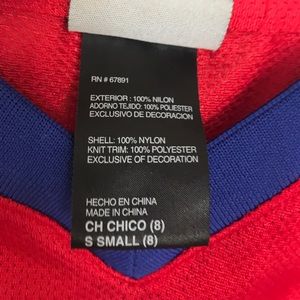 RN # 67891
EXTERIOR : 100% NILON
ADORNO TEJIDO: 100% POLIESTER
EXCLUSIVO DE DECORACION
SHELL: 100% NYLON
KNIT TRIM: 100% POLYESTER
EXCLUSIVE OF DECORATION
HECHO EN CHINA
MADE IN CHINA
CH CHICO (8)
S SMALL (8)